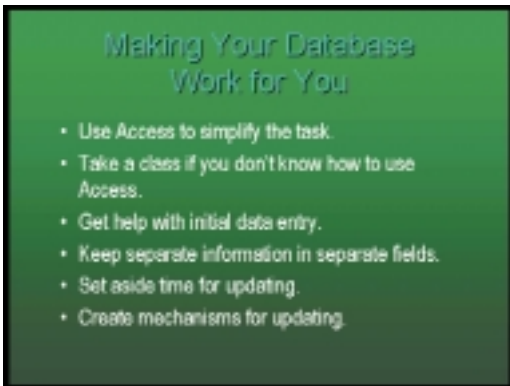 Making Your Database
Work for You
• Use Access to simplify the task.
• Take a class if you don't know how to use
Access.
• Get help with initial data entry.
• Keep separate information in separate fields.
• Set aside time for updating.
• Create mechanisms for updating.